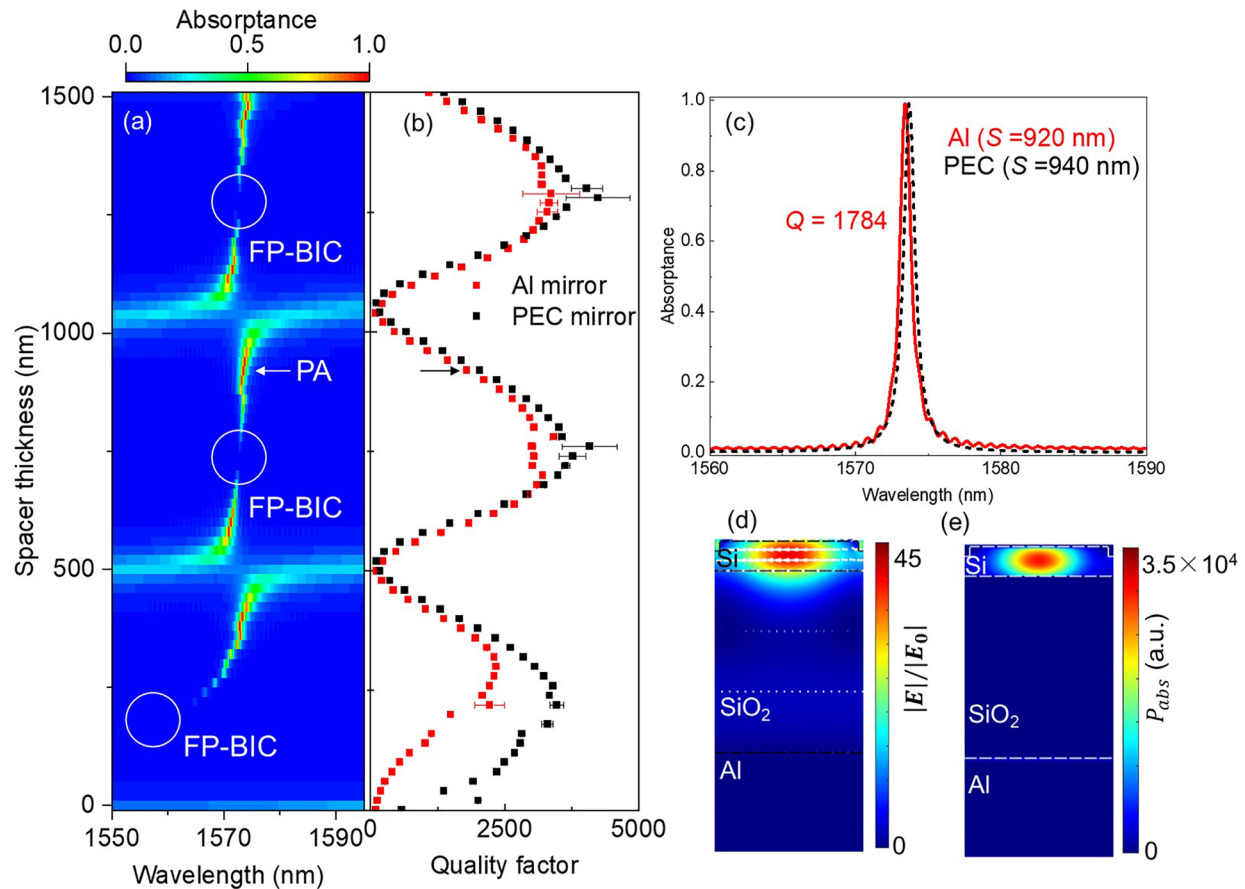 Absorptance
0.0 0.5 1.0
(a)
(b)
1500
1000
500
0
Spacer thickness (nm)
FP-BIC
PA
FP-BIC
FP-BIC
Al mirror
PEC mirror
1550 1570 1590
Wavelength (nm)
0 2500 5000
Quality factor
(c)
Al (S =920 nm)
PEC (S =940 nm)
Q = 1784
1.0
0.8
0.6
0.4
0.2
0.0
Absorptance
1560 1570 1580 1590
Wavelength (nm)
(d)
Si
SiO₂
Al
45
0
|E|/|E₀|
(e)
Si
SiO₂
Al
3.5×10⁴
0
P_abs (a.u.)